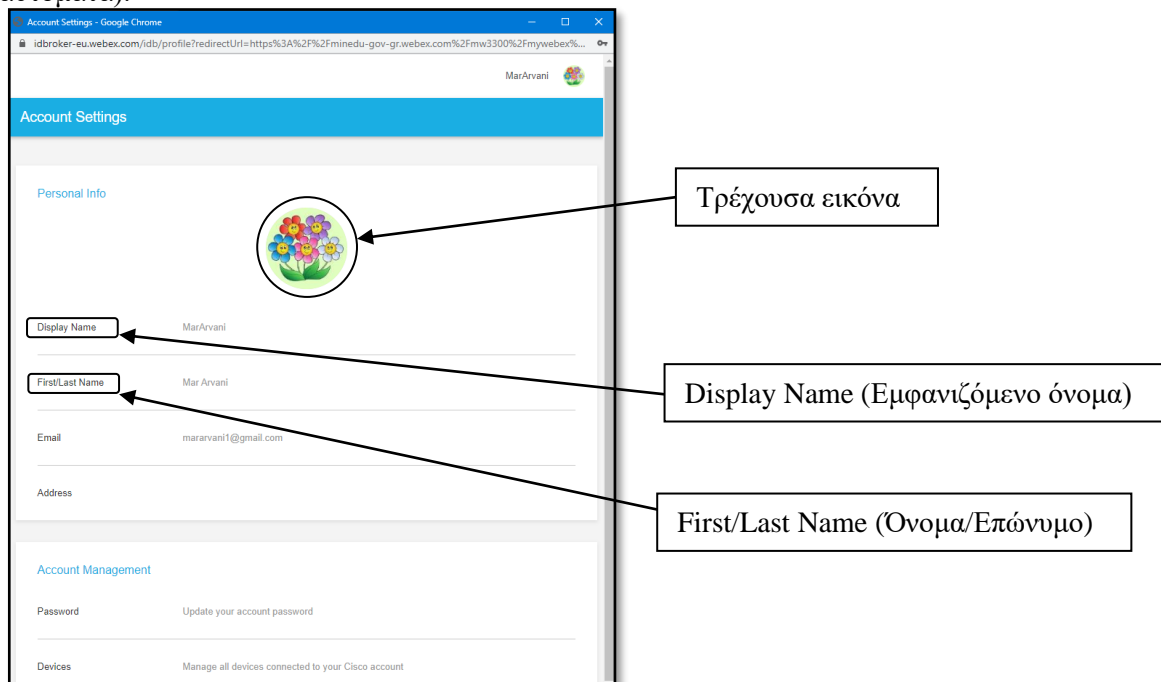 Account Settings - Google Chrome
idbroker-eu.webex.com/idb/profile?redirectUrl=https%3A%2F%2Fminedu-gov-gr.webex.com%2Fmw3300%2Fmywebex%...
MarArvani
Account Settings
Personal Info
Τρέχουσα εικόνα
Display Name MarArvani
Display Name (Εμφανιζόμενο όνομα)
First/Last Name Mar Arvani
Email mararvani1@gmail.com
Address
First/Last Name (Όνομα/Επώνυμο)
Account Management
Password Update your account password
Devices Manage all devices connected to your Cisco account